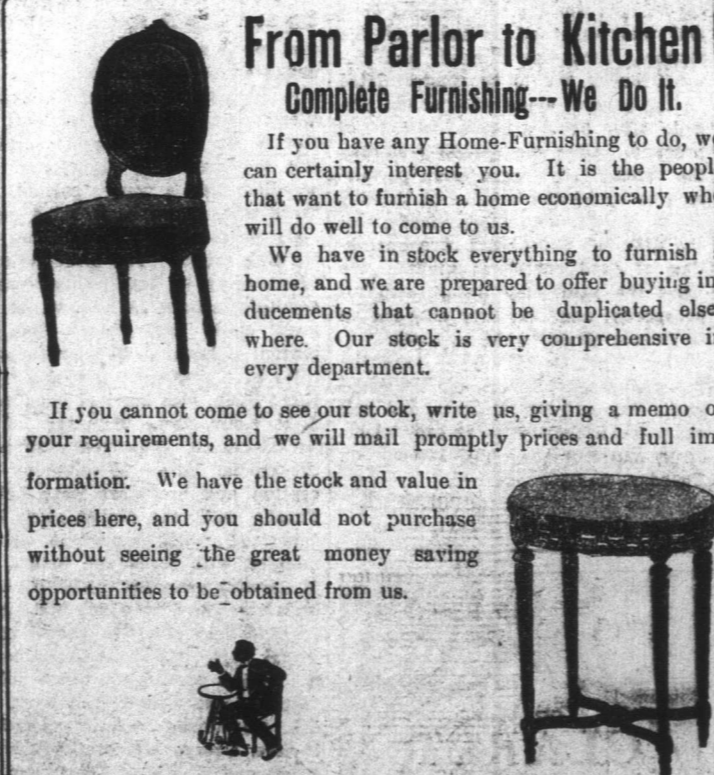 From Parlor to Kitchen
Complete Furnishing---We Do It.
If you have any Home-Furnishing to do, we
can certainly interest you. It is the peopl
that want to furnish a home economically wh
will do well to come to us.
We have in stock everything to furnish
home, and we are prepared to offer buying in
ducements that cannot be duplicated else
where. Our stock is very comprehensive i
every department.
If you cannot come to see our stock, write us, giving a memo o
your requirements, and we will mail promptly prices and full im
formation. We have the stock and value in
prices here, and you should not purchase
without seeing the great money saving
opportunities to be obtained from us.